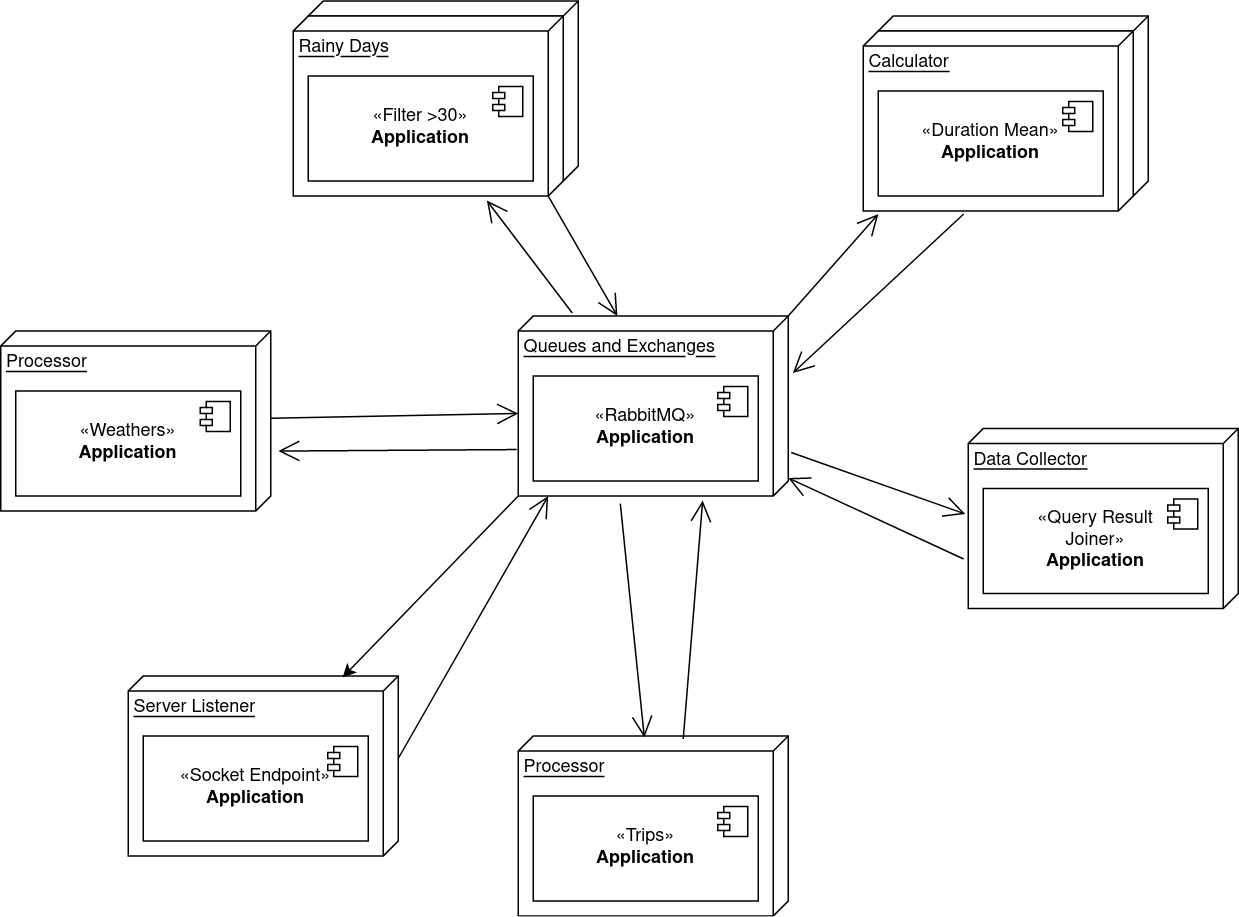 Rainy Days
«Filter >30»
Application
Calculator
«Duration Mean»
Application
Processor
«Weathers»
Application
Queues and Exchanges
«RabbitMQ»
Application
Data Collector
«Query Result
Joiner»
Application
Server Listener
«Socket Endpoint»
Application
Processor
«Trips»
Application